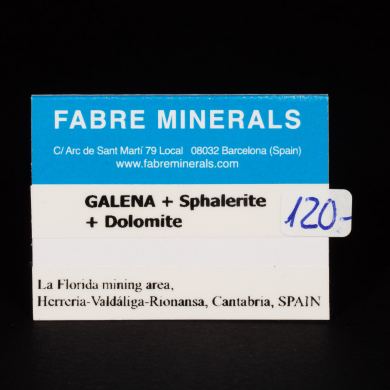 FABRE MINERALS
C/ Arc de Sant Martí 79 Local 08032 Barcelona (Spain)
www.fabreminerals.com
GALENA + Sphalerite
+ Dolomite
120.-
La Florida mining area,
Herrería-Valdáliga-Rionansa, Cantabria, SPAIN